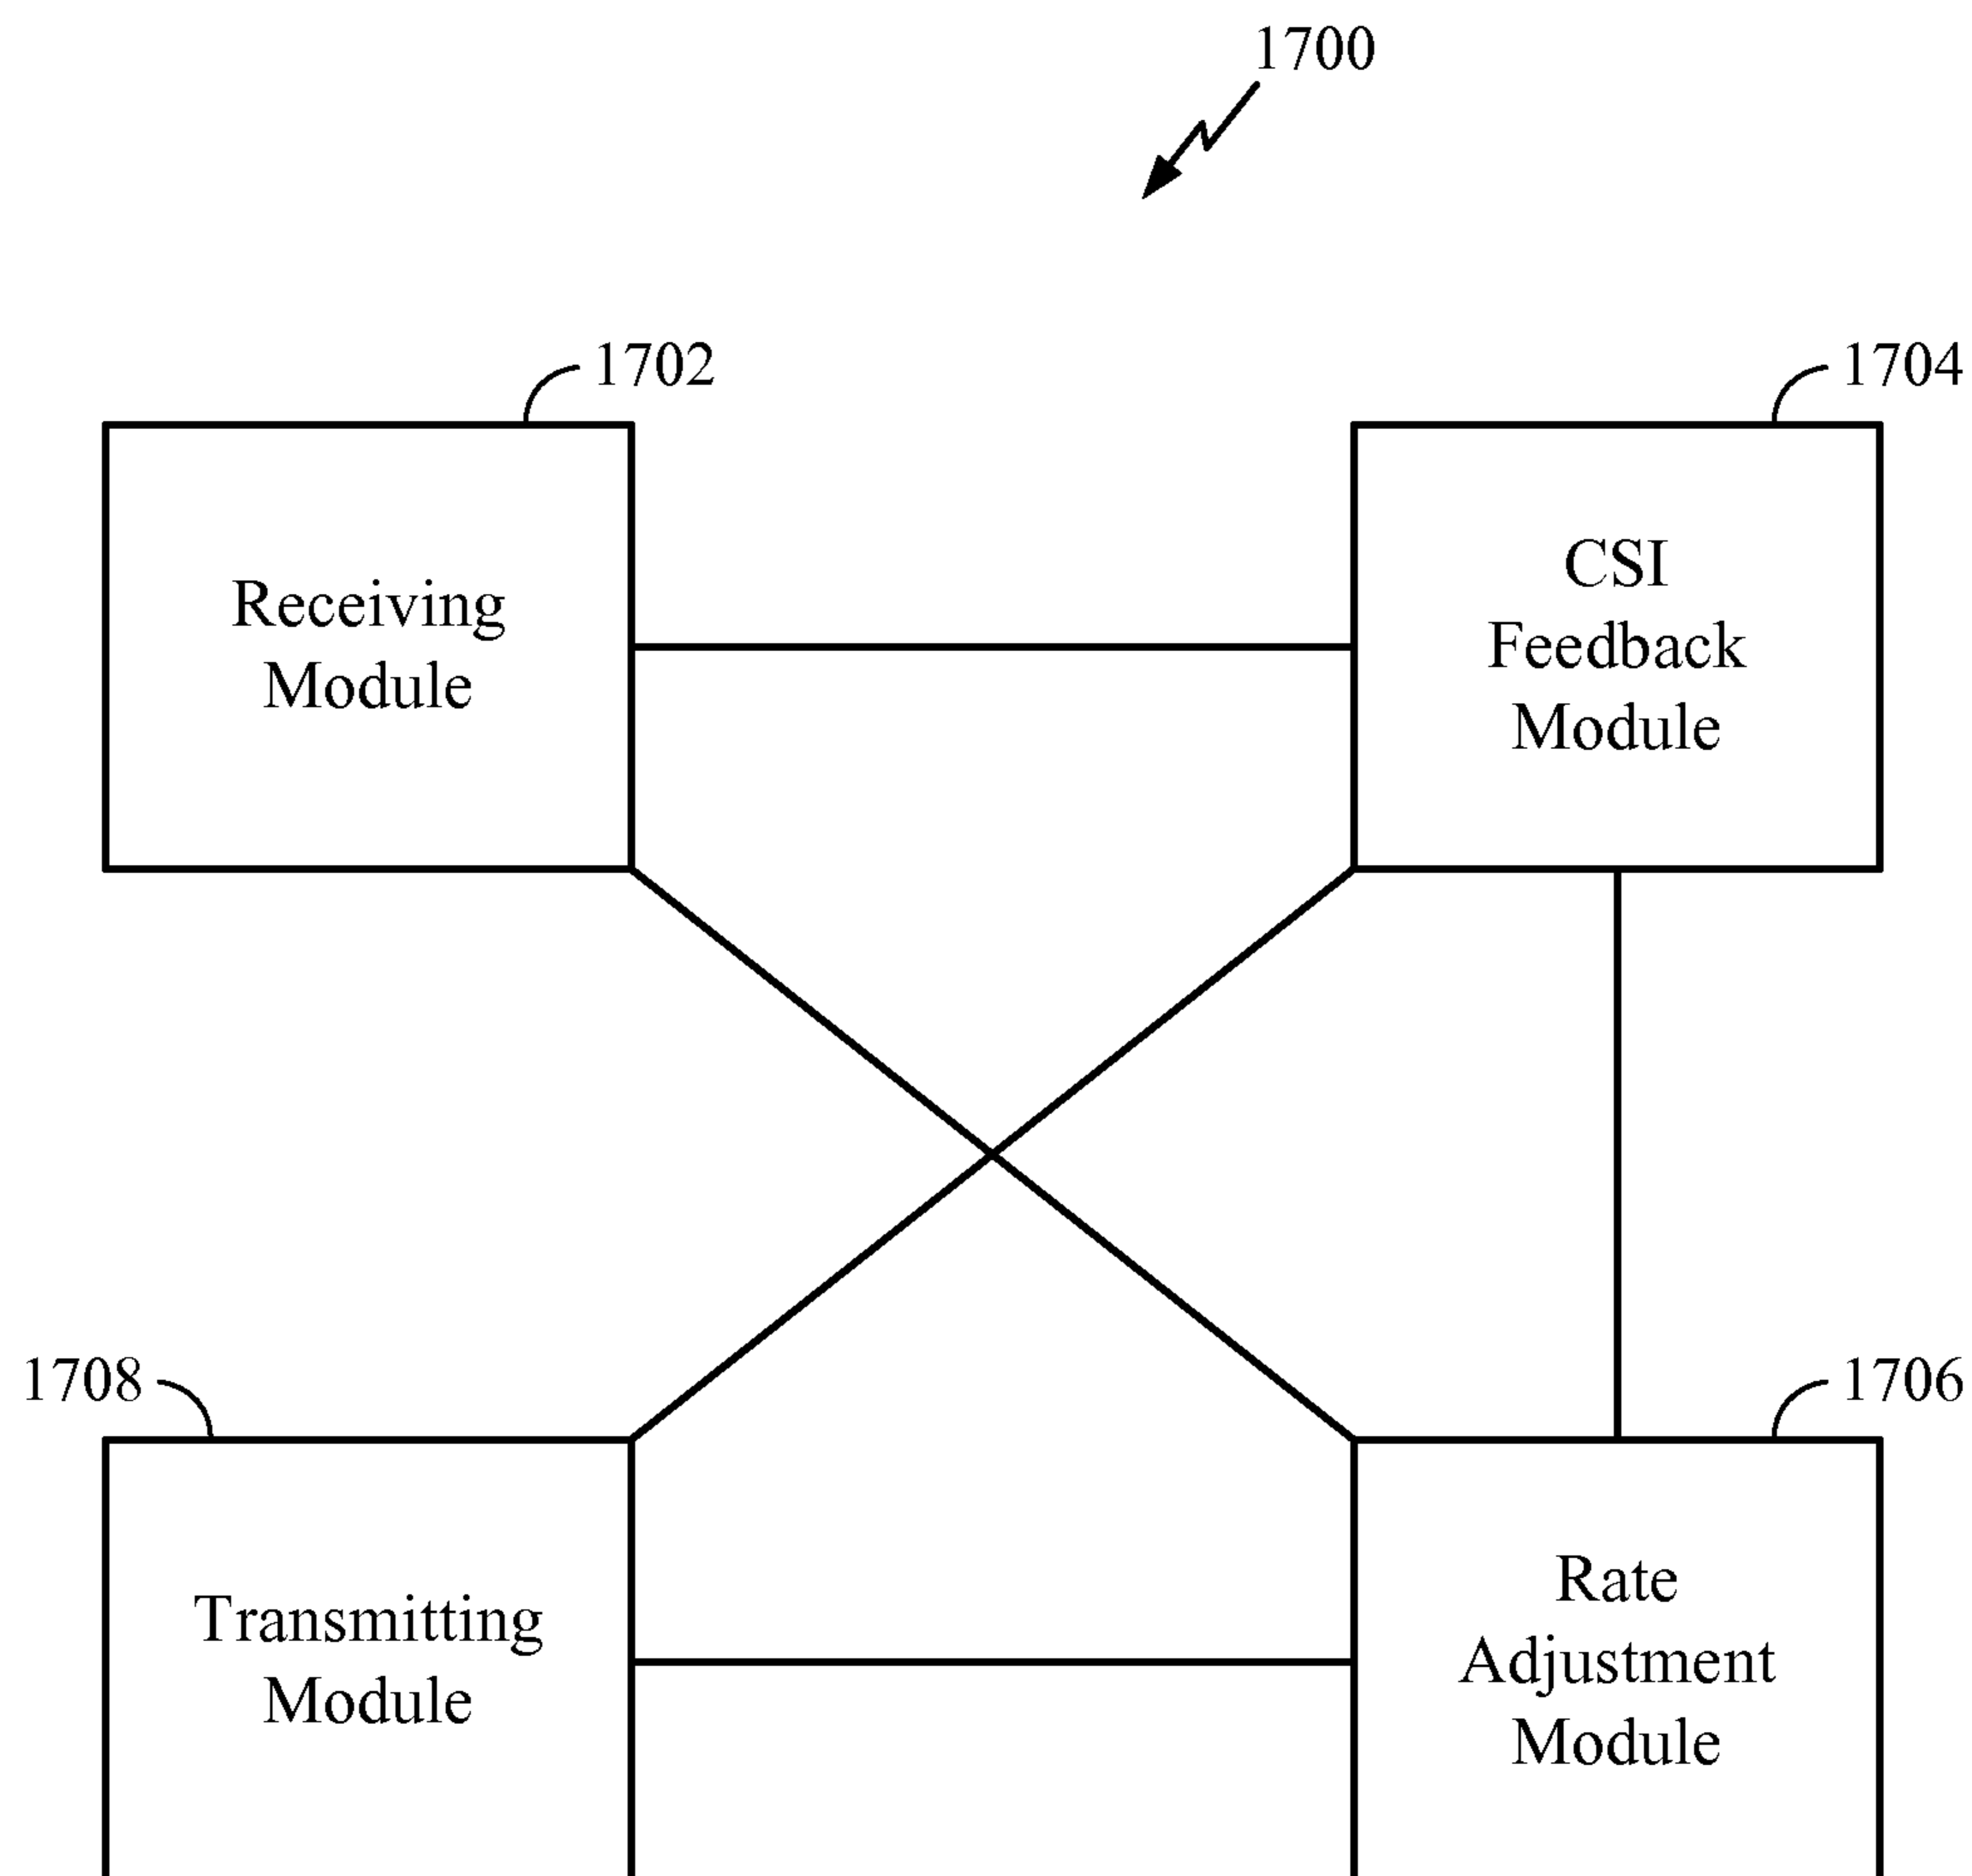 1700
1702
1704
Receiving
Module
CSI
Feedback
Module
1708
1706
Transmitting
Module
Rate
Adjustment
Module